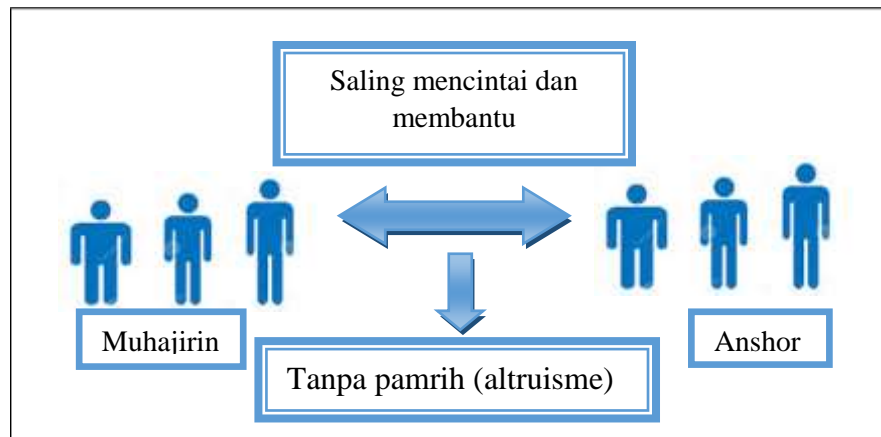 Saling mencintai dan
membantu
Muhajirin
Anshor
Tanpa pamrih (altruisme)